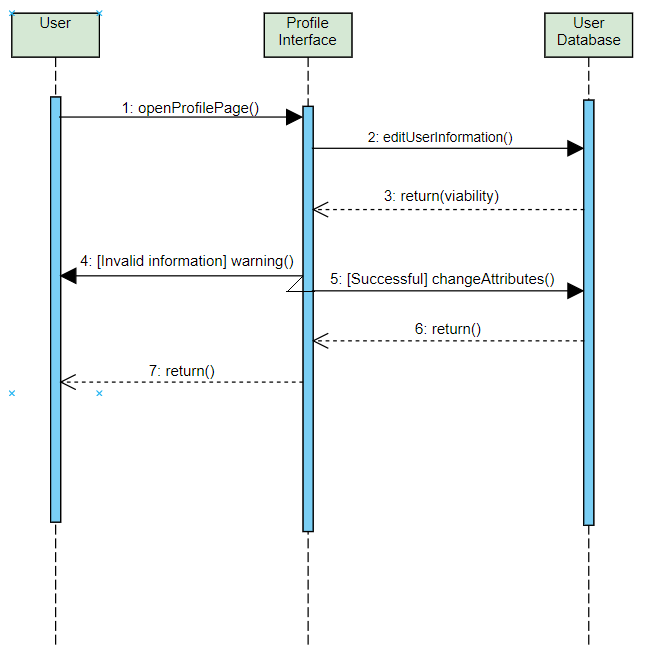 User
Profile
Interface
User
Database
1: openProfilePage()
2: editUserInformation()
3: return(viability)
4: [Invalid information] warning()
5: [Successful] changeAttributes()
6: return()
7: return()